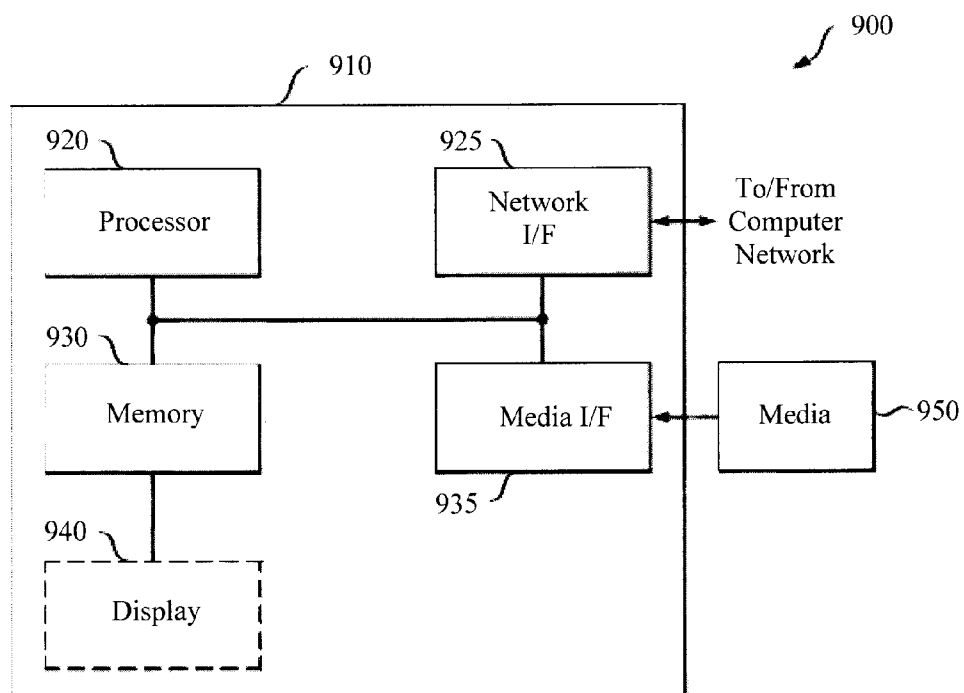 900
910
920
Processor
925
Network
I/F
To/From
Computer
Network
930
Memory
Media I/F
935
Media
950
940
Display